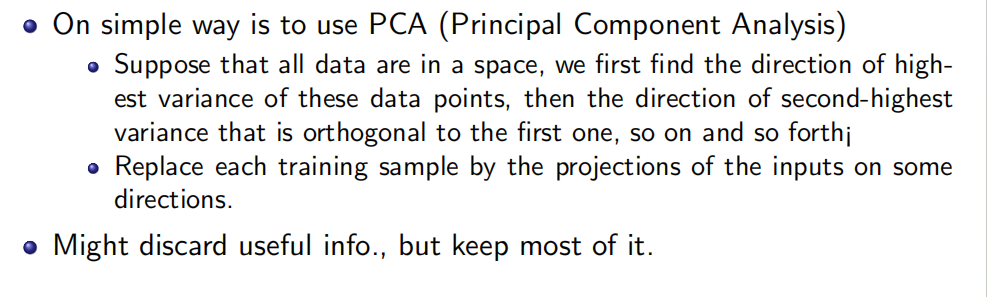 On simple way is to use PCA (Principal Component Analysis)
Suppose that all data are in a space, we first find the direction of high-
est variance of these data points, then the direction of second-highest
variance that is orthogonal to the first one, so on and so forth¡
Replace each training sample by the projections of the inputs on some
directions.
Might discard useful info., but keep most of it.